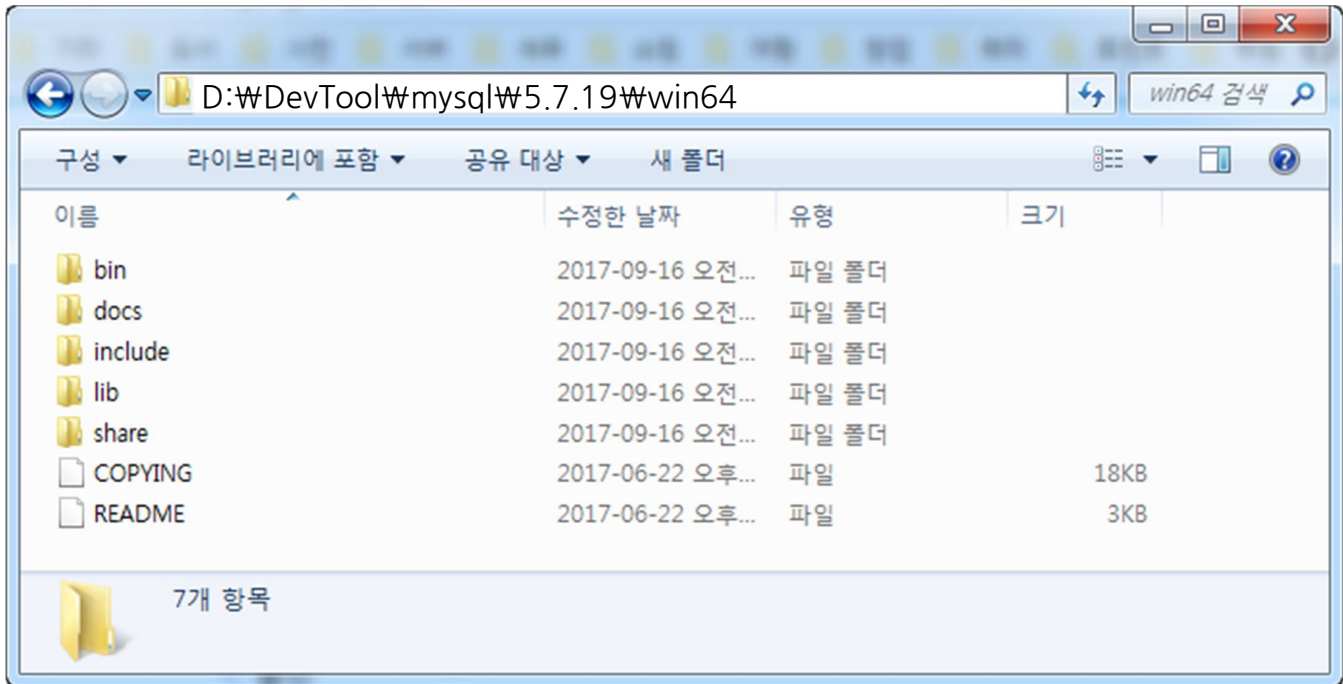 D:₩DevTool₩mysql₩5.7.19₩win64
win64 검색
구성 라이브러리에 포함 공유 대상 새 폴더
이름 수정한 날짜 유형 크기
bin 2017-09-16 오전... 파일 폴더
docs 2017-09-16 오전... 파일 폴더
include 2017-09-16 오전... 파일 폴더
lib 2017-09-16 오전... 파일 폴더
share 2017-09-16 오전... 파일 폴더
COPYING 2017-06-22 오후... 파일 18KB
README 2017-06-22 오후... 파일 3KB
7개 항목